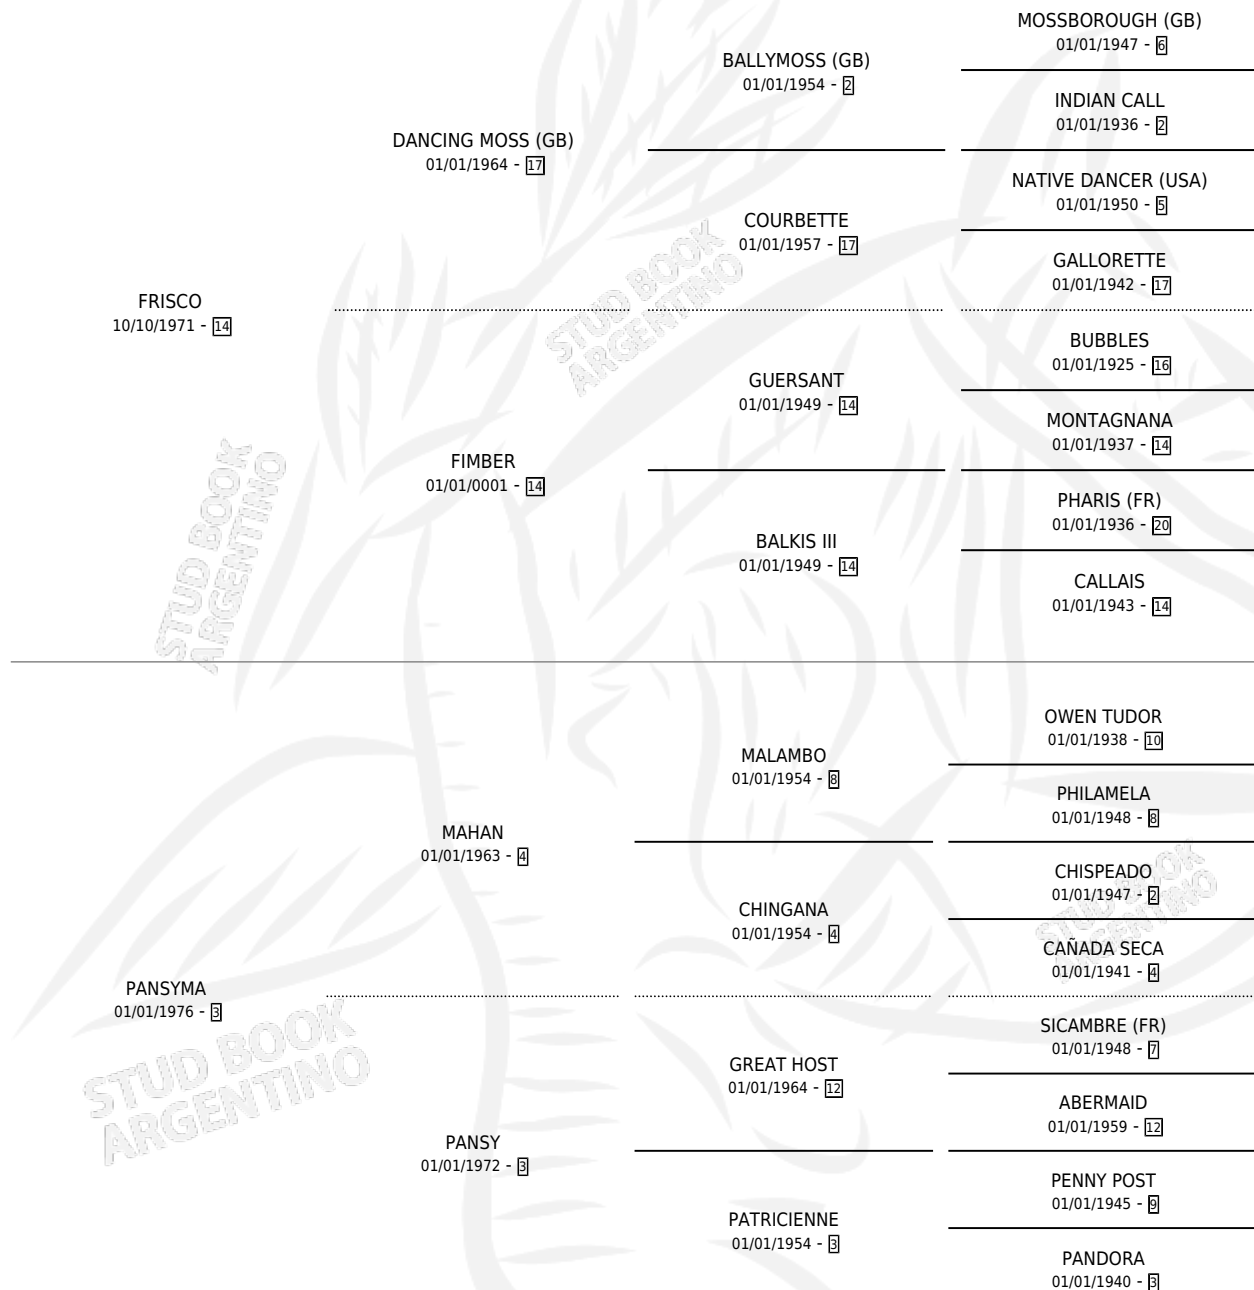 MOSSBOROUGH (GB)
01/01/1947 - 6
BALLYMOSS (GB)
01/01/1954 - 2
INDIAN CALL
01/01/1936 - 2
DANCING MOSS (GB)
01/01/1964 - 17
NATIVE DANCER (USA)
01/01/1950 - 5
COURBETTE
01/01/1957 - 17
GALLORETTE
01/01/1942 - 17
FRISCO
10/10/1971 - 14
BUBBLES
01/01/1925 - 16
GUERSANT
01/01/1949 - 14
MONTAGNANA
01/01/1937 - 14
FIMBER
01/01/0001 - 14
PHARIS (FR)
01/01/1936 - 20
BALKIS III
01/01/1949 - 14
CALLAIS
01/01/1943 - 14
OWEN TUDOR
01/01/1938 - 10
MALAMBO
01/01/1954 - 8
PHILAMELA
01/01/1948 - 8
MAHAN
01/01/1963 - 4
CHISPEADO
01/01/1947 - 2
CHINGANA
01/01/1954 - 4
CAÑADA SECA
01/01/1941 - 4
PANSYMA
01/01/1976 - 3
SICAMBRE (FR)
01/01/1948 - 7
GREAT HOST
01/01/1964 - 12
ABERMAID
01/01/1959 - 12
PANSY
01/01/1972 - 3
PENNY POST
01/01/1945 - 9
PATRICIENNE
01/01/1954 - 3
PANDORA
01/01/1940 - 3
STUD BOOK
ARGENTINO
STUD BOOK
ARGENTINO
STUD BOOK
ARGENTINO
STUD BOOK
ARGENTINO